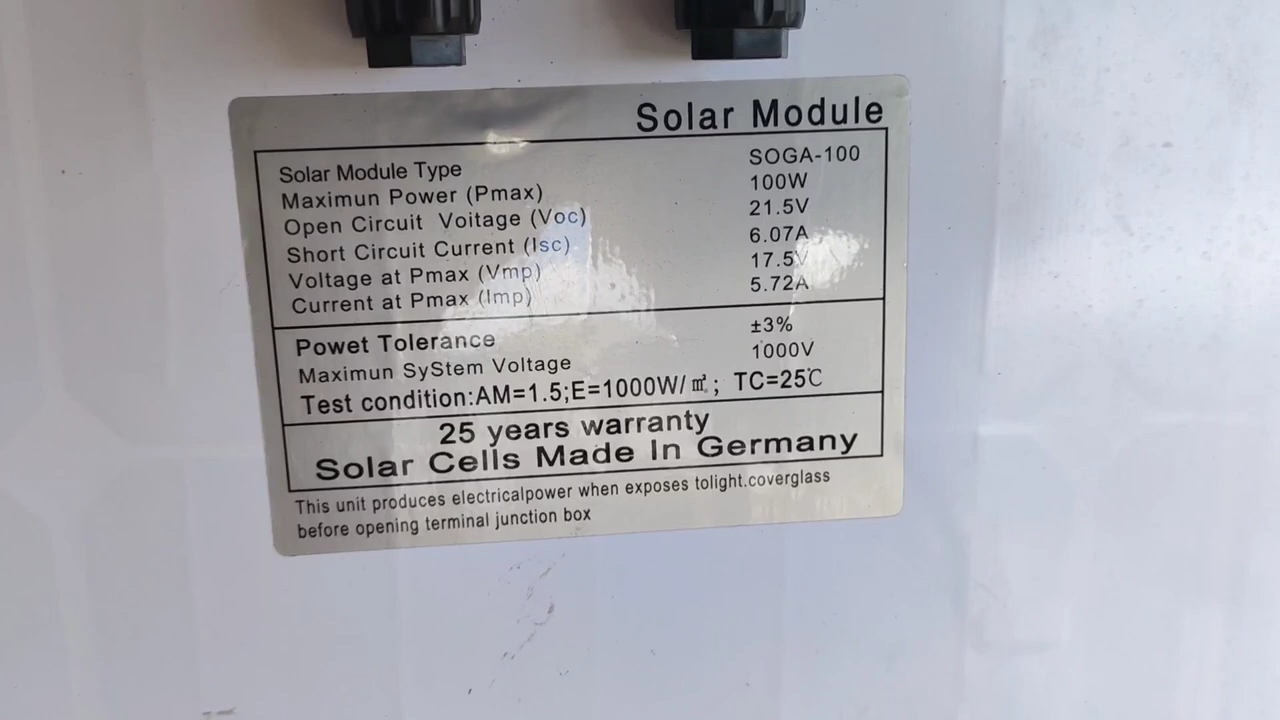 Solar Module
Solar Module Type SOGA-100
Maximun Power (Pmax) 100W
Open Circuit Voitage (Voc) 21.5V
Short Circuit Current (Isc) 6.07A
Voltage at Pmax (Vmp) 17.5V
Current at Pmax (Imp) 5.72A
Powet Tolerance ±3%
Maximun SyStem Voltage 1000V
Test condition:AM=1.5;E=1000W/㎡; TC=25℃
25 years warranty
Solar Cells Made In Germany
This unit produces electricalpower when exposes tolight.coverglass
before opening terminal junction box